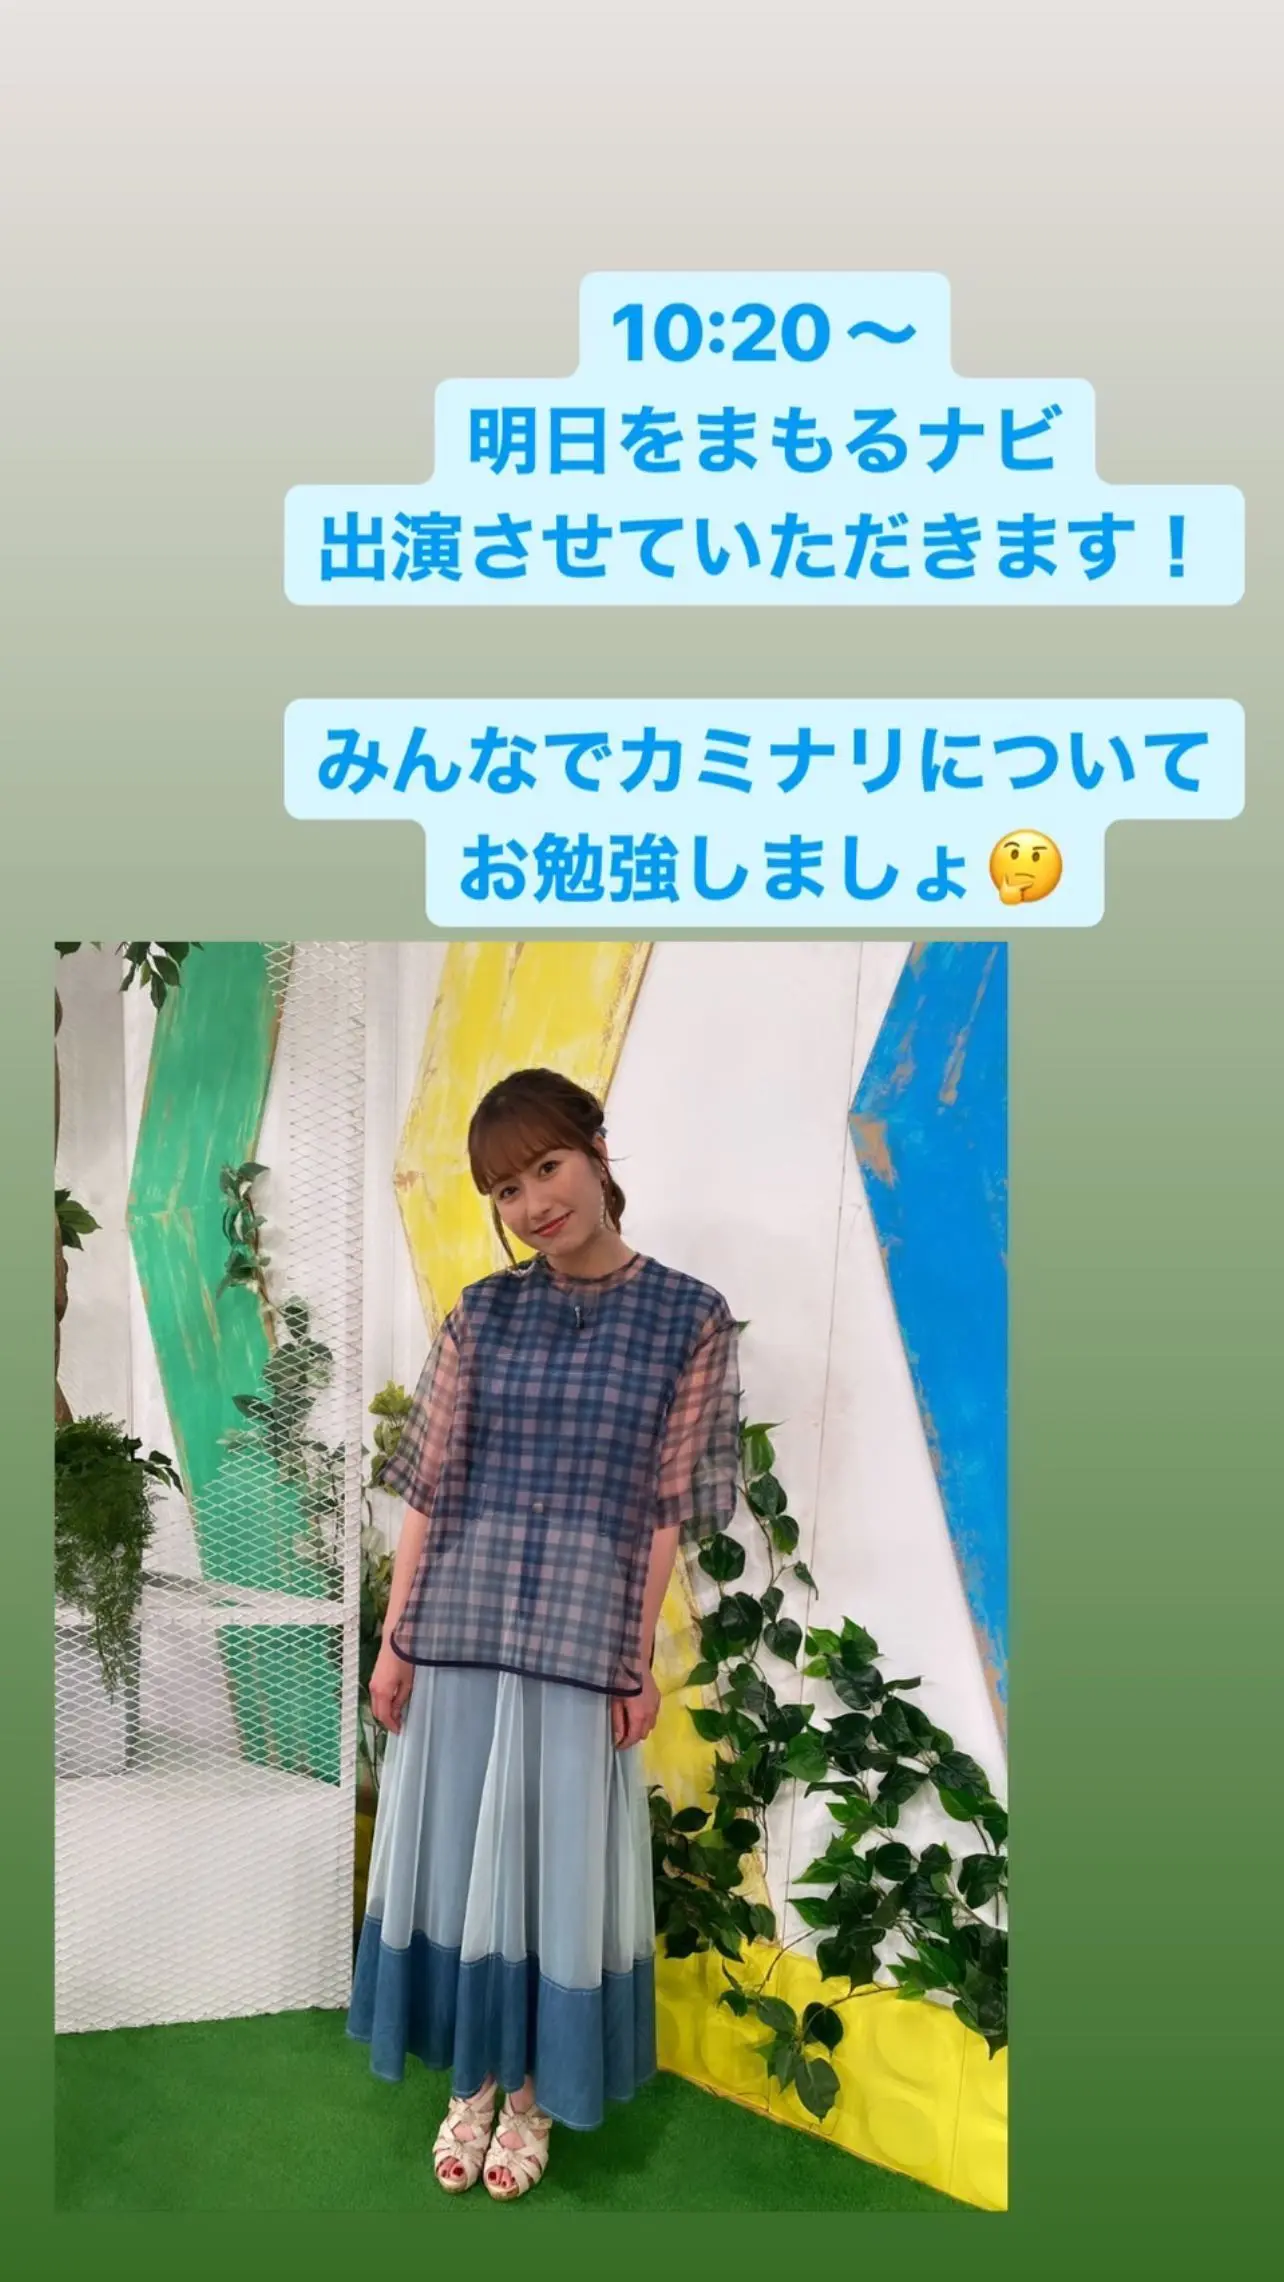 10:20〜
明日をまもるナビ
出演させていただきます！
みんなでカミナリについて
お勉強しましょ🤔